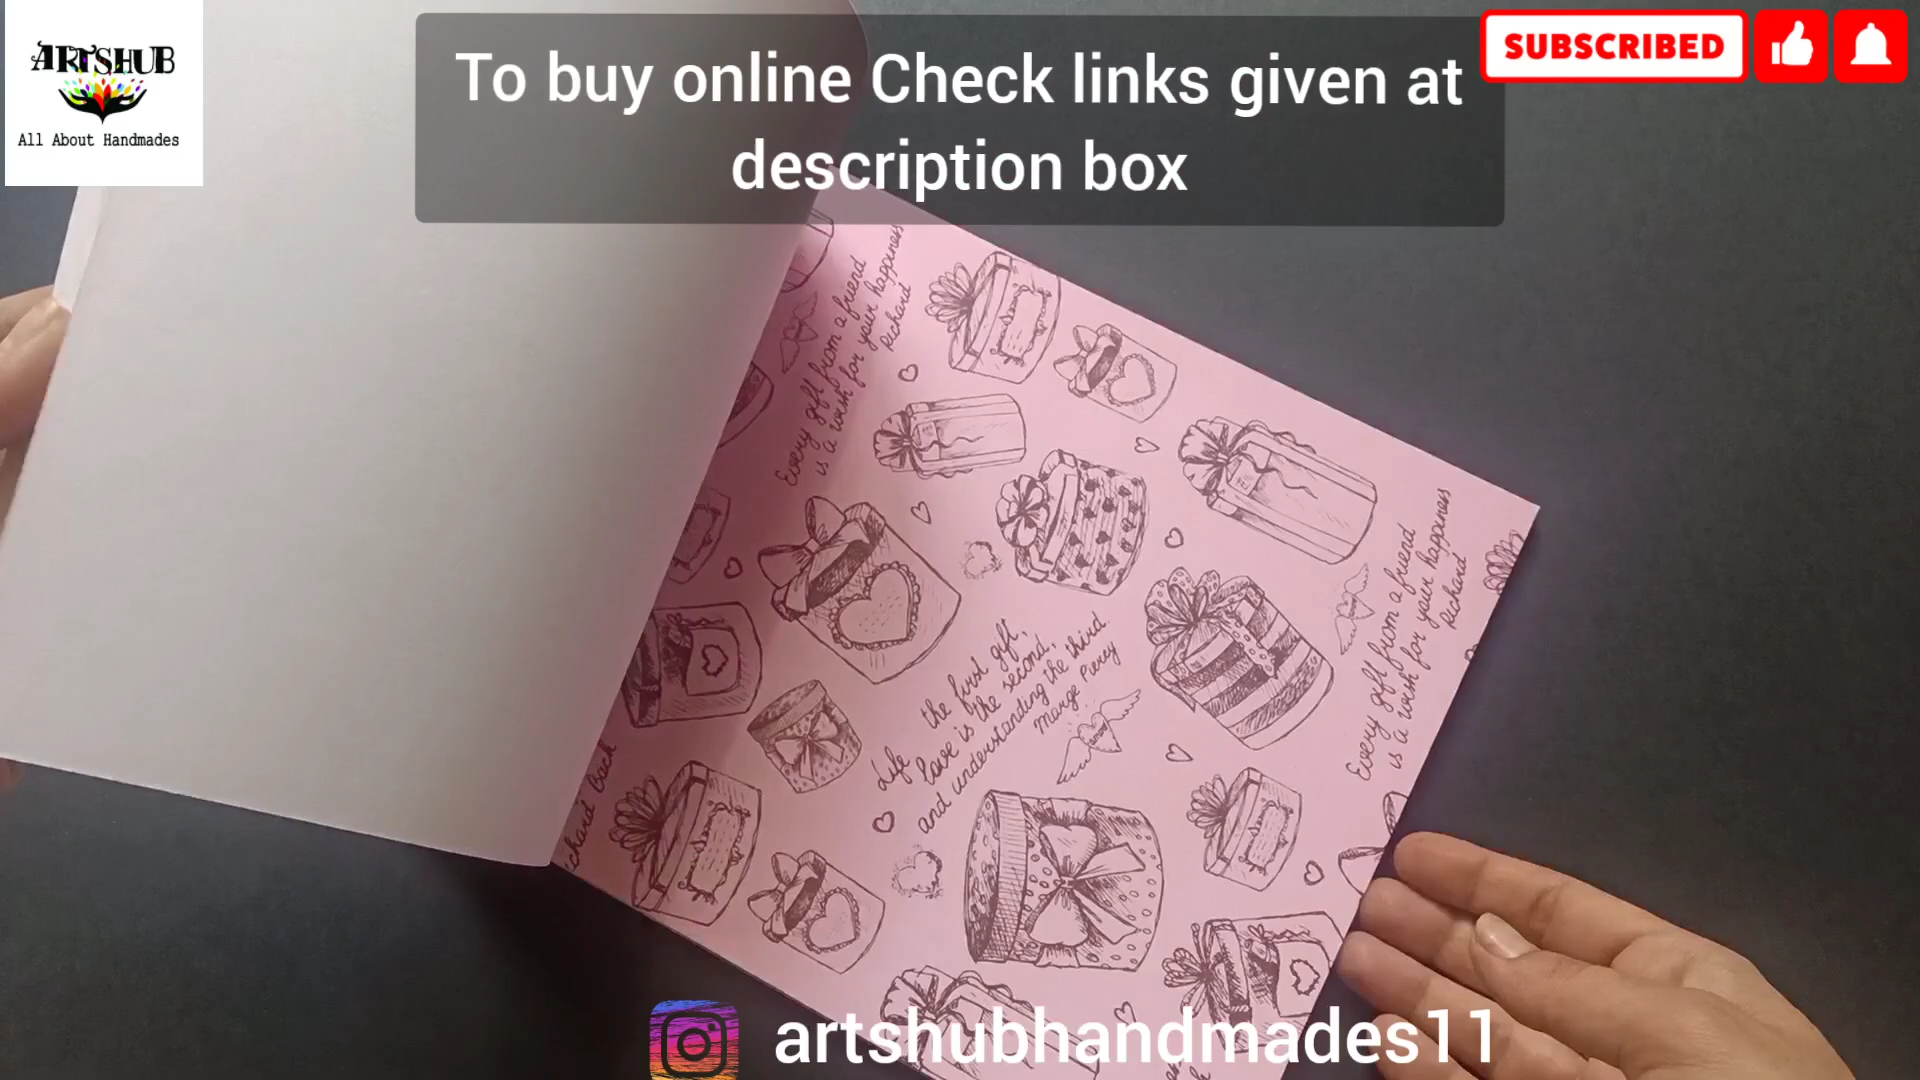 ARTSHUB
All About Handmades
To buy online Check links given at
description box
SUBSCRIBED
Every gift from a friend
is a wish for your happiness
Richard
Life the first gift,
love is the second,
and understanding the third.
Marge Piercy
Every gift from a friend
is a wish for your happiness
Richard
Richard Bach
artshubhandmades11